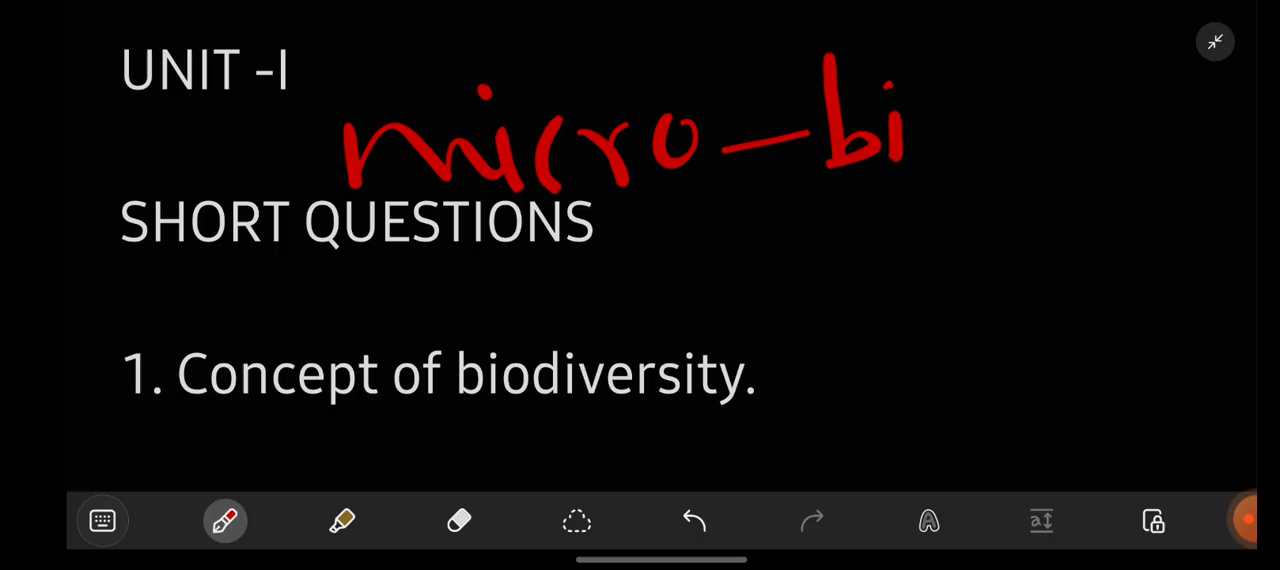 UNIT -I
micro-bi
SHORT QUESTIONS
1. Concept of biodiversity.